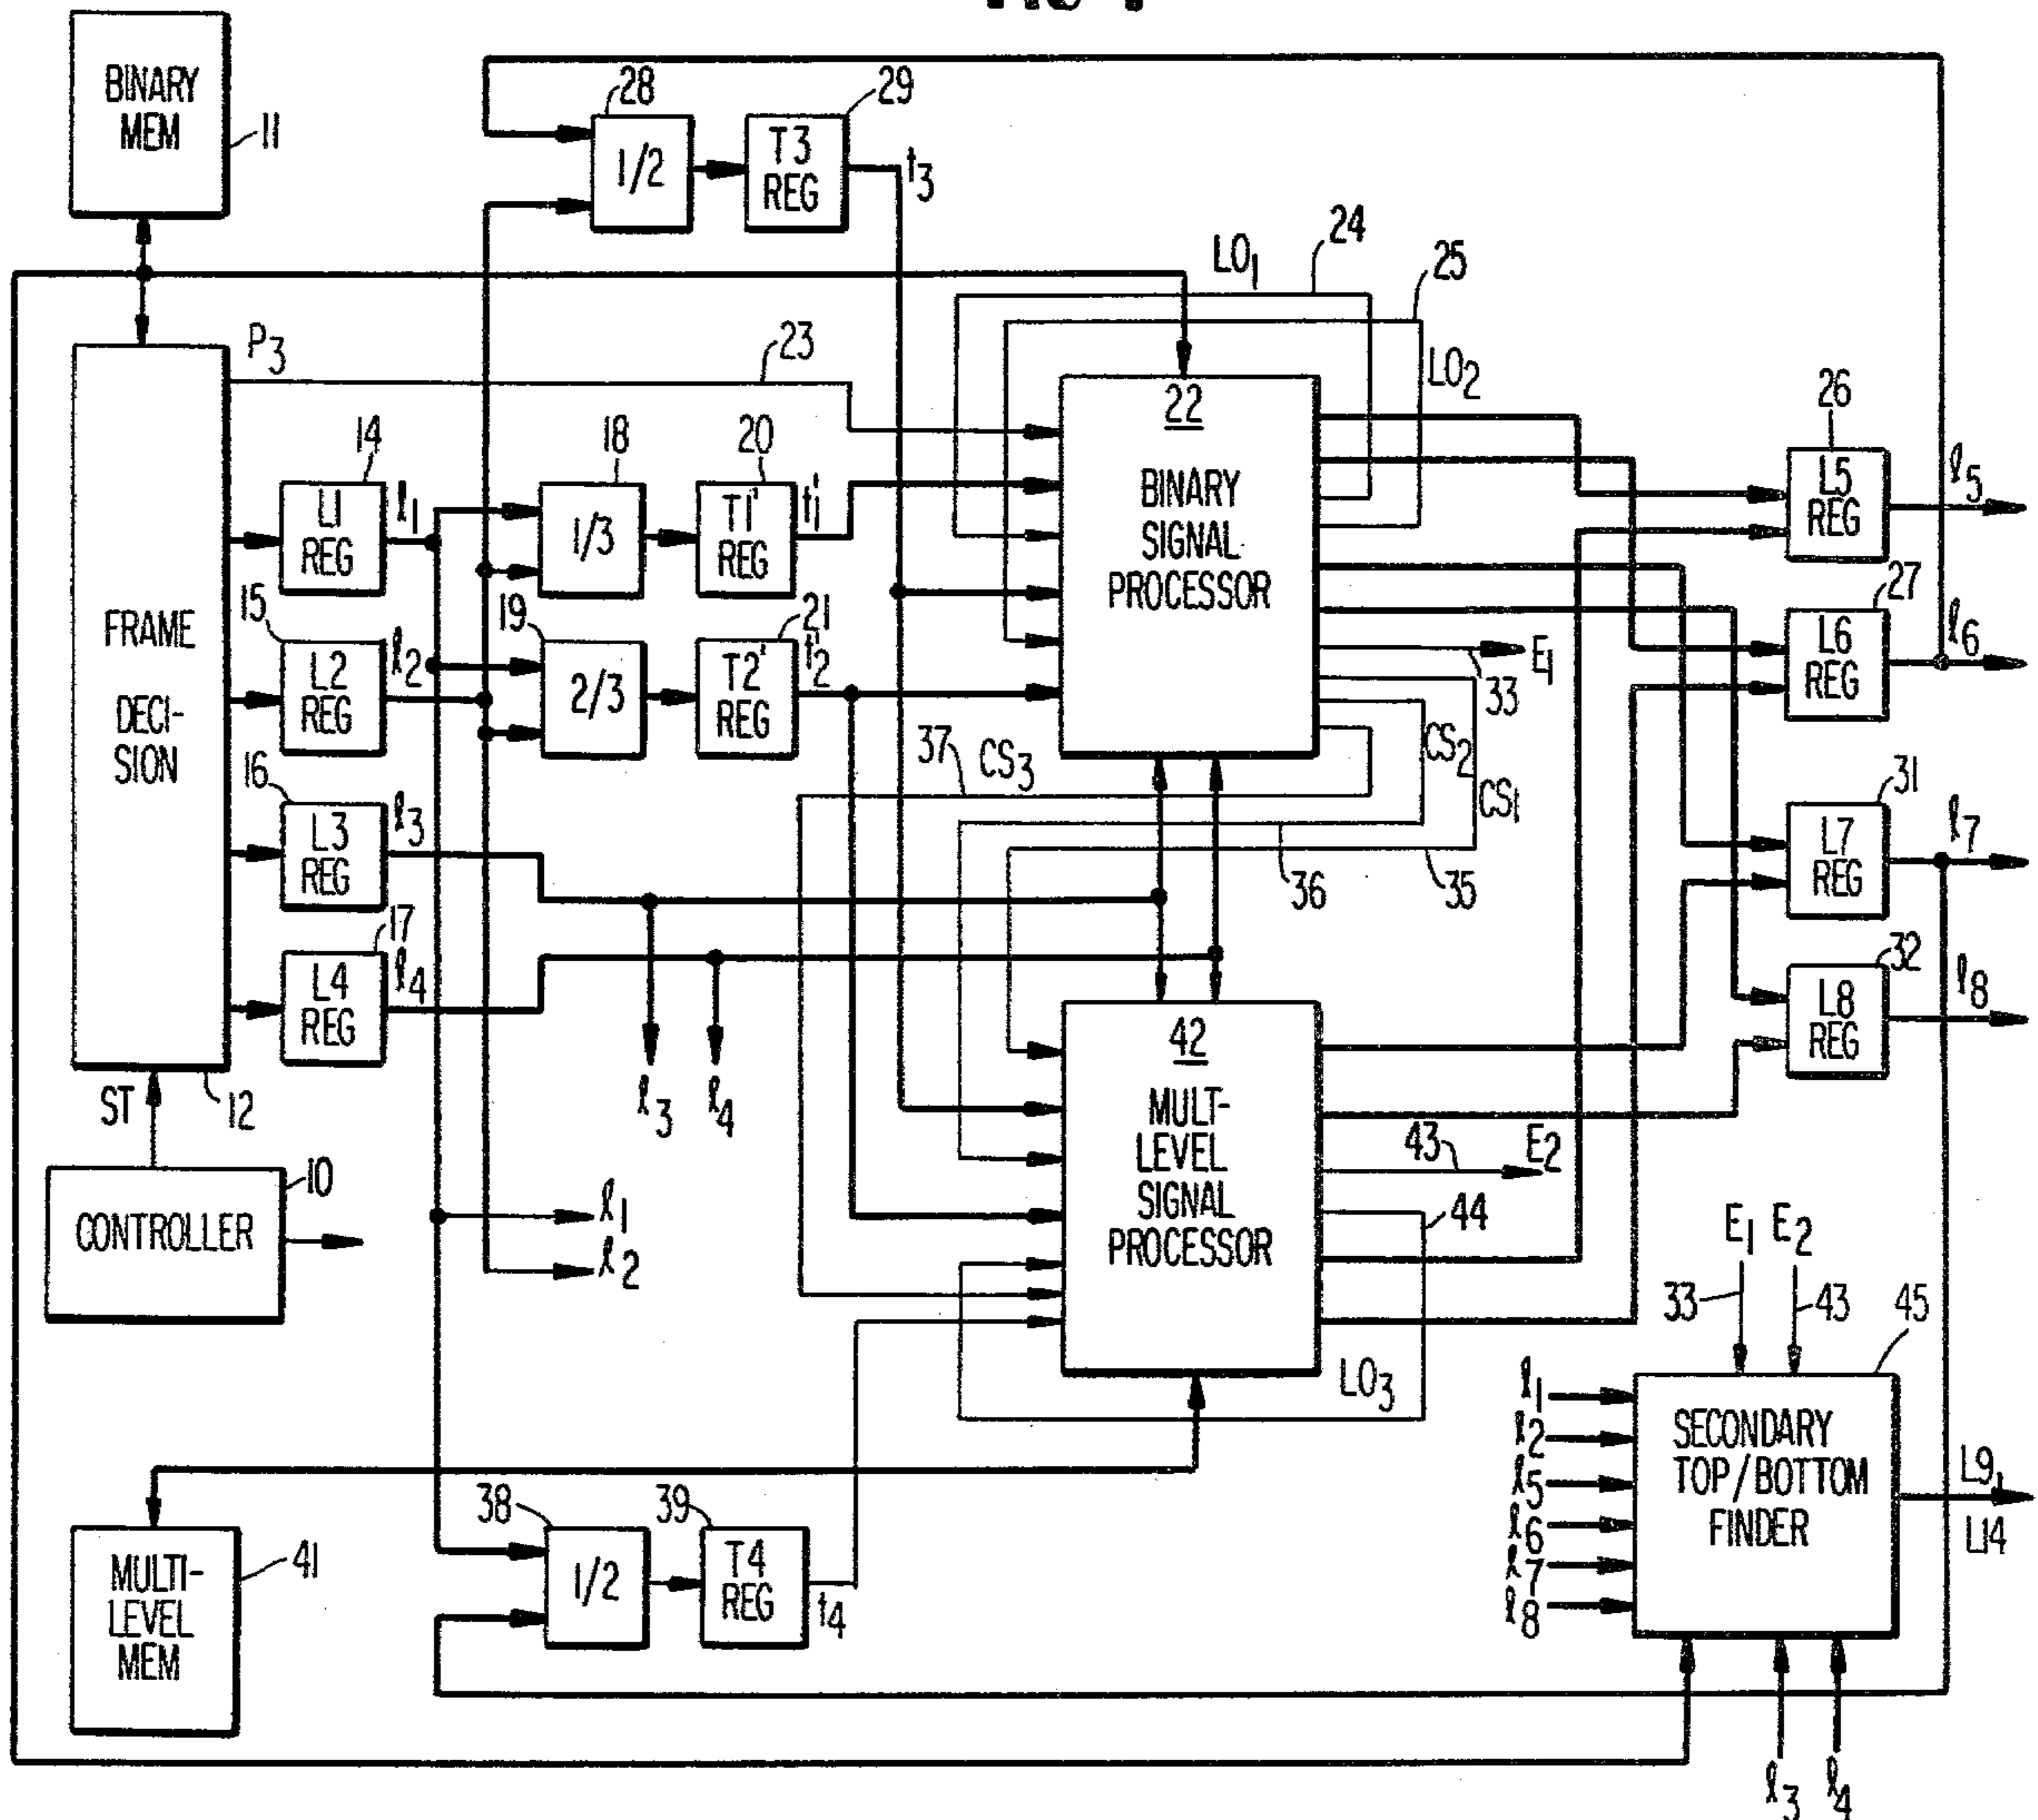 BINARY
MEM
11
28
29
1/2
T3
REG
t3
LO1
24
25
LO2
P3
23
14
L1
REG
l1
18
1/3
20
T1'
REG
t1'
22
BINARY
SIGNAL
PROCESSOR
26
L5
REG
l5
FRAME
DECI-
SION
12
15
L2
REG
l2
19
2/3
21
T2'
REG
t2'
E1
33
27
L6
REG
l6
16
L3
REG
l3
37
CS3
CS2
CS1
36
35
31
L7
REG
l7
17
L4
REG
l4
l3
l4
32
L8
REG
l8
ST
10
CONTROLLER
l1
l2
42
MULT-
LEVEL
SIGNAL
PROCESSOR
43
E2
44
LO3
E1
E2
33
43
45
l1
l2
l5
l6
l7
l8
SECONDARY
TOP/BOTTOM
FINDER
L9,
L14
l3
l4
MULTI-
LEVEL
MEM
41
38
1/2
39
T4
REG
t4